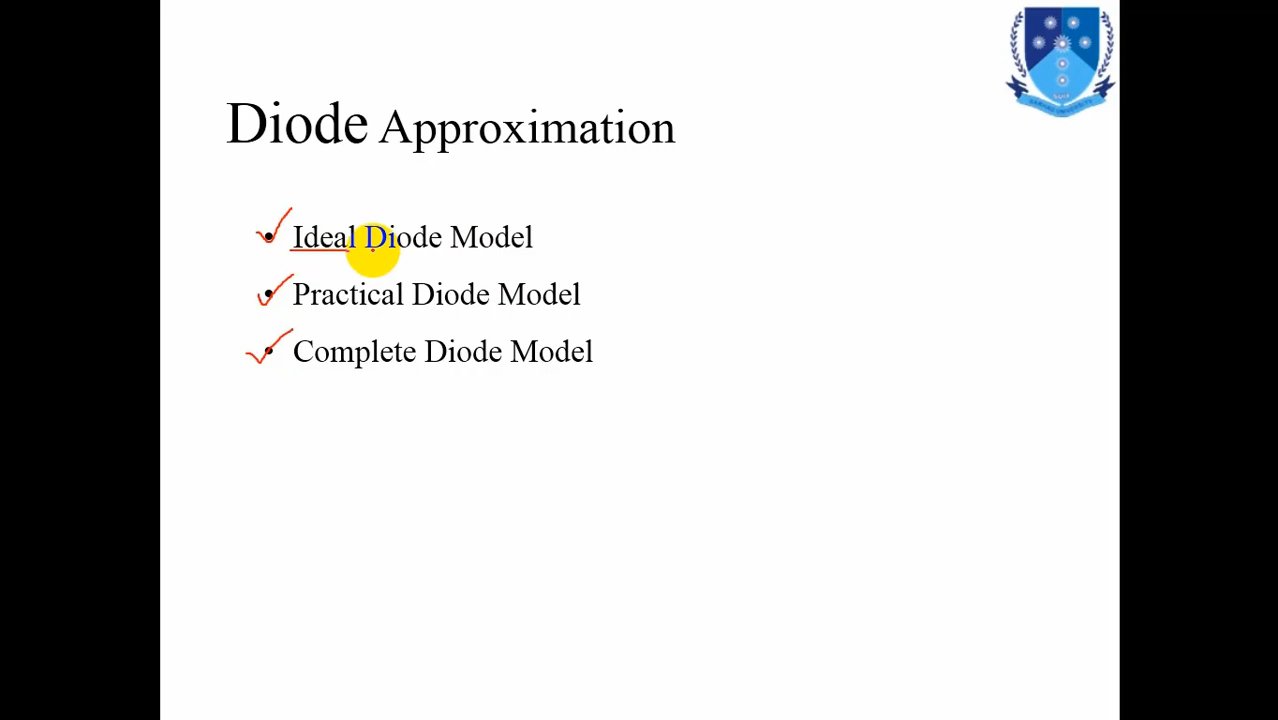 Diode Approximation
• Ideal Diode Model
• Practical Diode Model
• Complete Diode Model